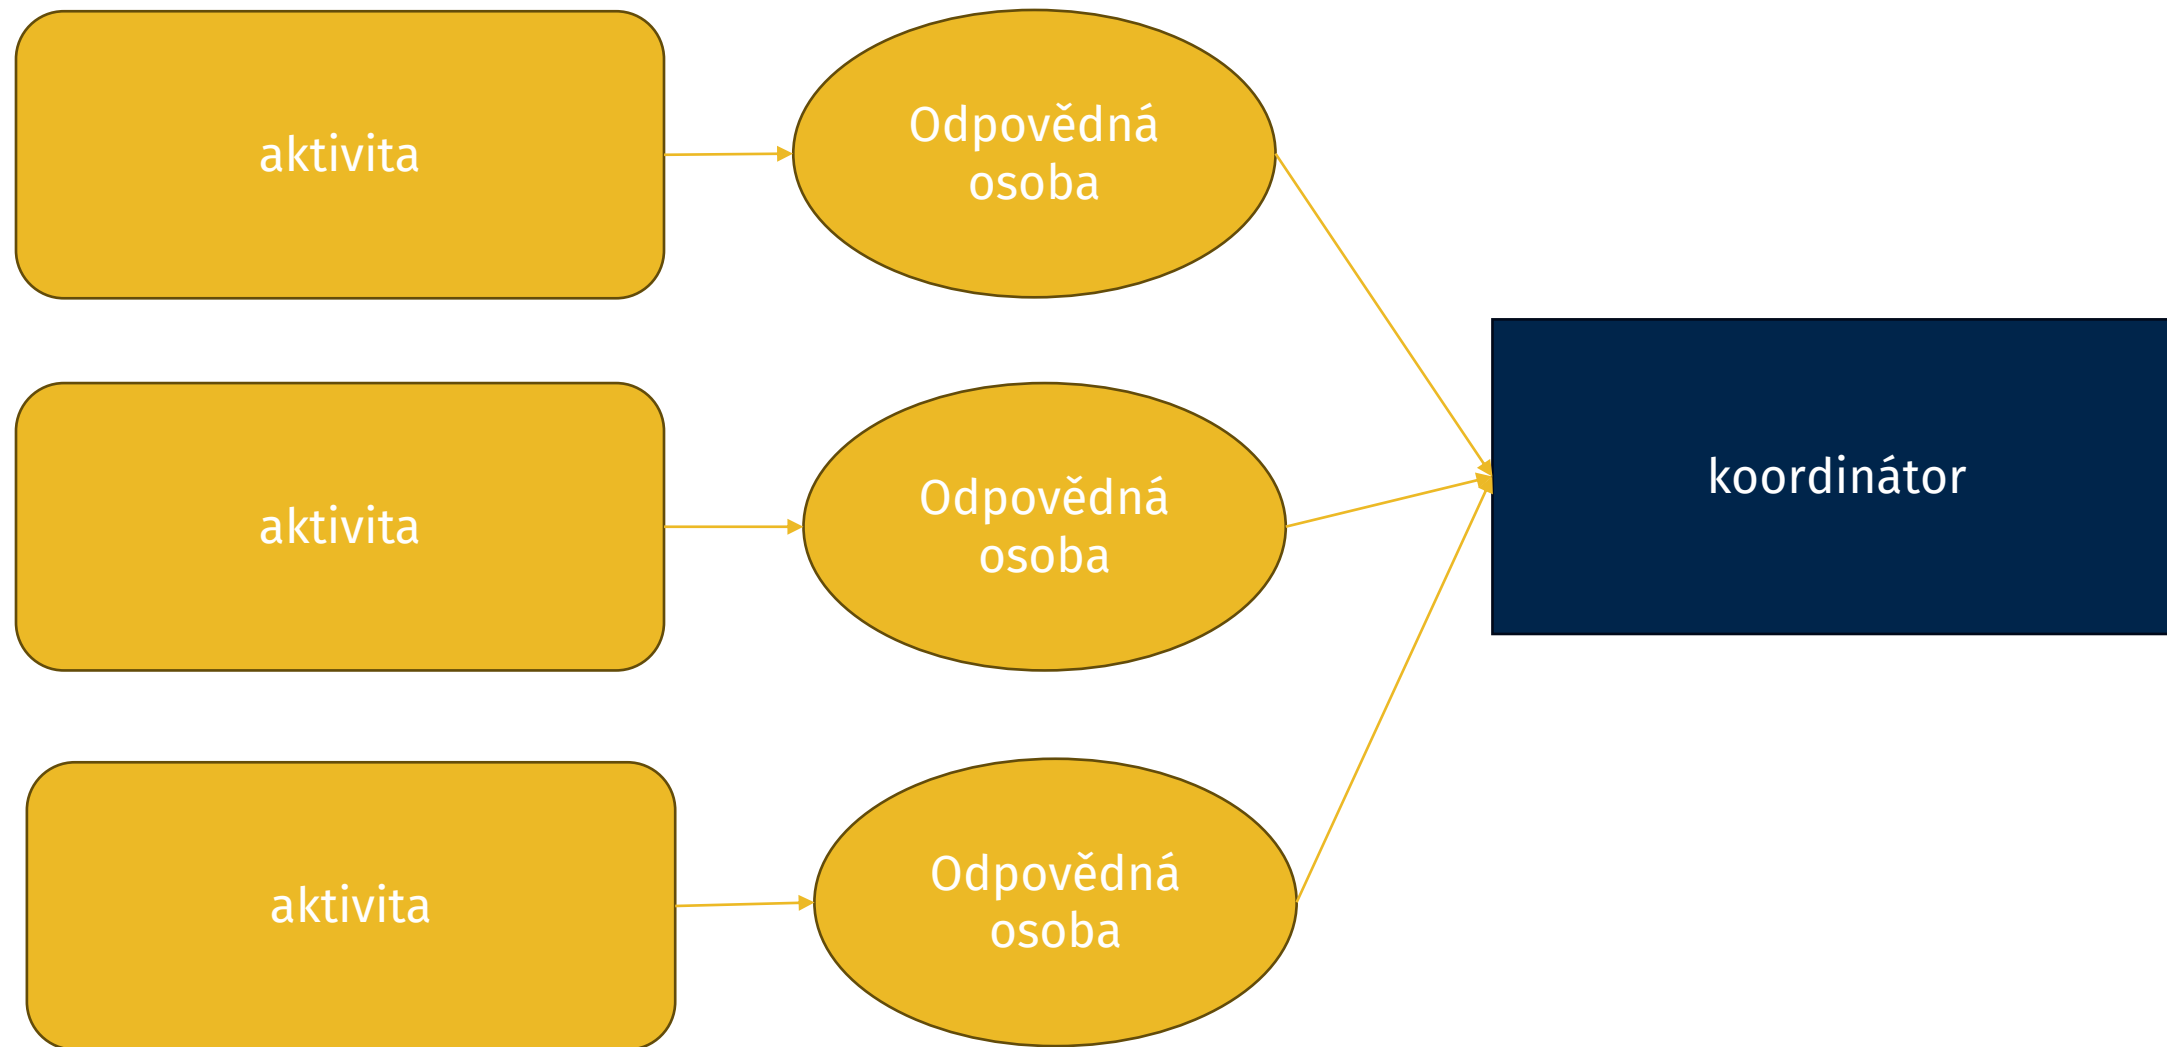 aktivita
Odpovědná
osoba
aktivita
Odpovědná
osoba
koordinátor
aktivita
Odpovědná
osoba